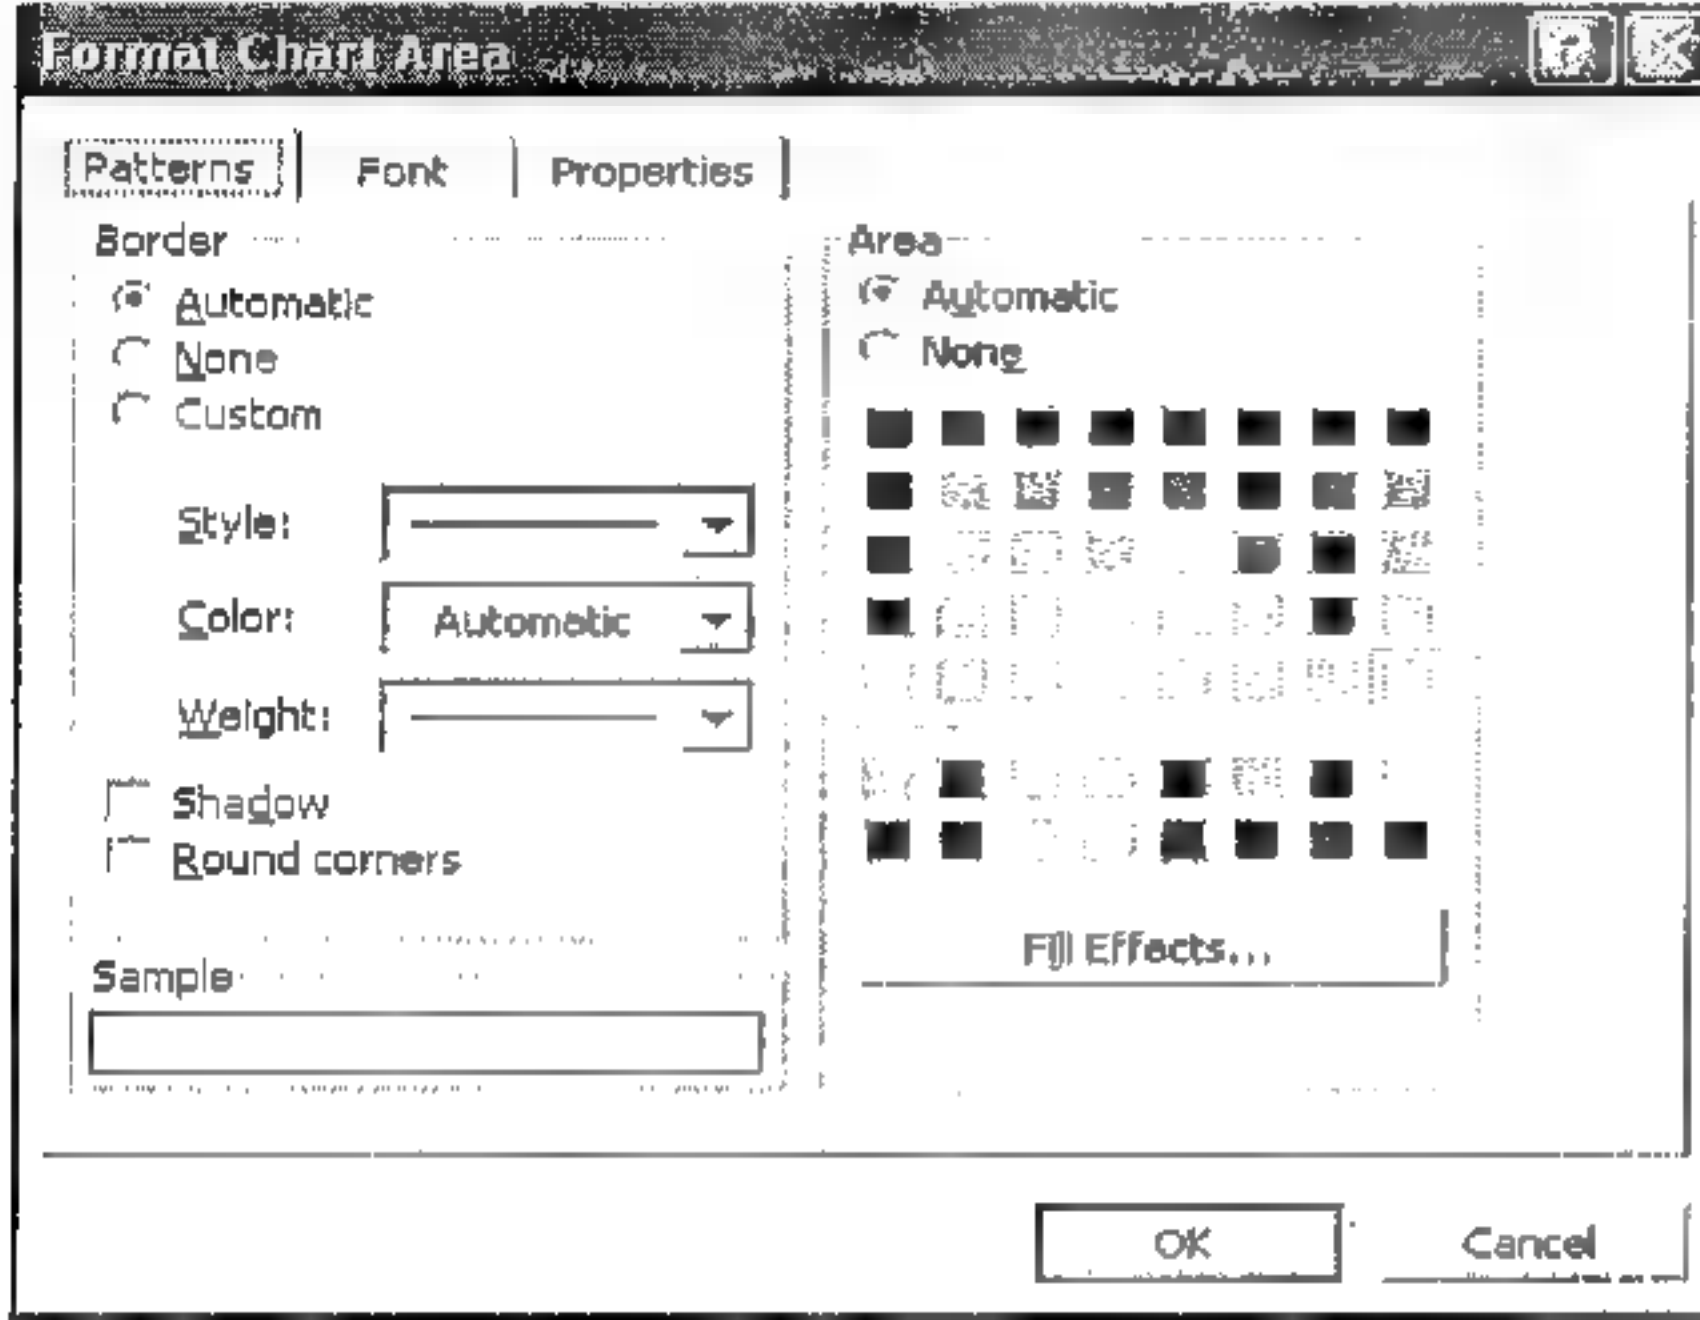 Format Chart Area
Patterns Font Properties
Border
Automatic
None
Custom
Style:
Color: Automatic
Weight:
Shadow
Round corners
Sample
Area
Automatic
None
Fill Effects...
OK Cancel